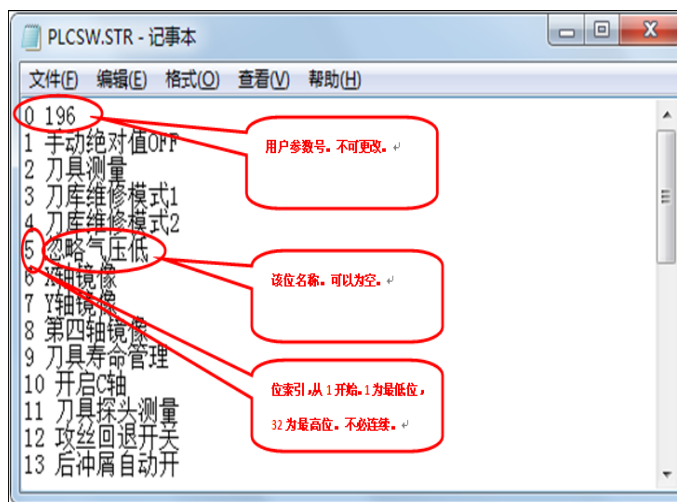 PLCSW.STR - 记事本
文件(F) 编辑(E) 格式(O) 查看(V) 帮助(H)
0 196
1 手动绝对值OFF
2 刀具测量
3 刀库维修模式1
4 刀库维修模式2
5 忽略气压低
6 X轴镜像
7 Y轴镜像
8 第四轴镜像
9 刀具寿命管理
10 开启C轴
11 刀具探头测量
12 攻丝回退开关
13 后冲屑自动开
用户参数号。不可更改。
该位名称。可以为空。
位索引，从 1 开始。1 为最低位，
32 为最高位。不必连续。